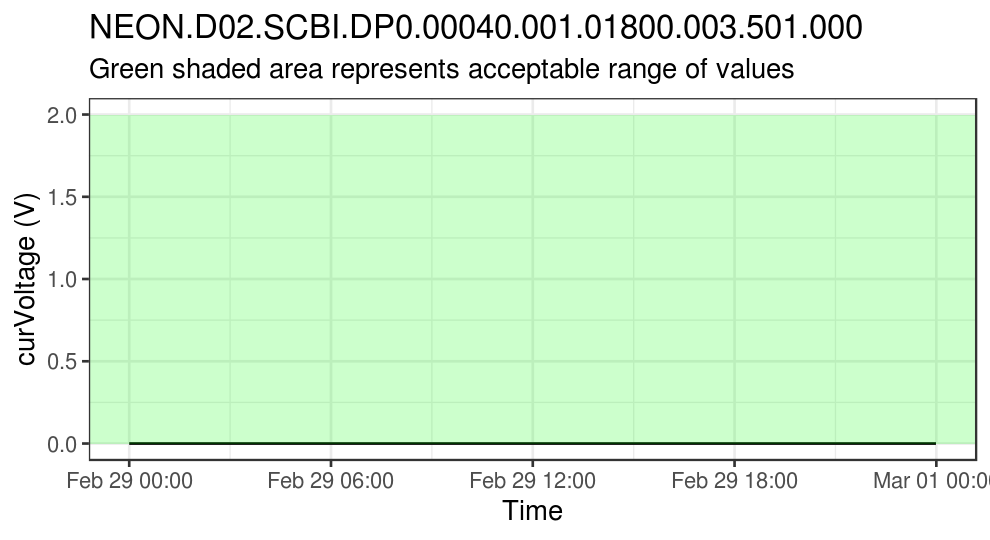 NEON.D02.SCBI.DP0.00040.001.01800.003.501.000
Green shaded area represents acceptable range of values
curVoltage (V)
2.0
1.5
1.0
0.5
0.0
Feb 29 00:00 Feb 29 06:00 Feb 29 12:00 Feb 29 18:00 Mar 01 00:00
Time